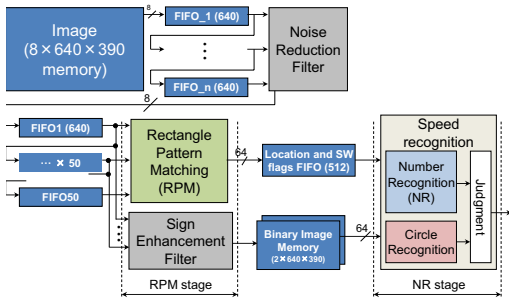 Image
(8×640×390
memory)
8
FIFO_1 (640)
⋮
FIFO_n (640)
Noise
Reduction
Filter
8
FIFO1 (640)
... × 50
FIFO50
Rectangle
Pattern
Matching
(RPM)
64
Location and SW
flags FIFO (512)
Sign
Enhancement
Filter
Binary Image
Memory
(2×640×390)
64
Speed
recognition
Number
Recognition
(NR)
Circle
Recognition
Judgment
RPM stage
NR stage